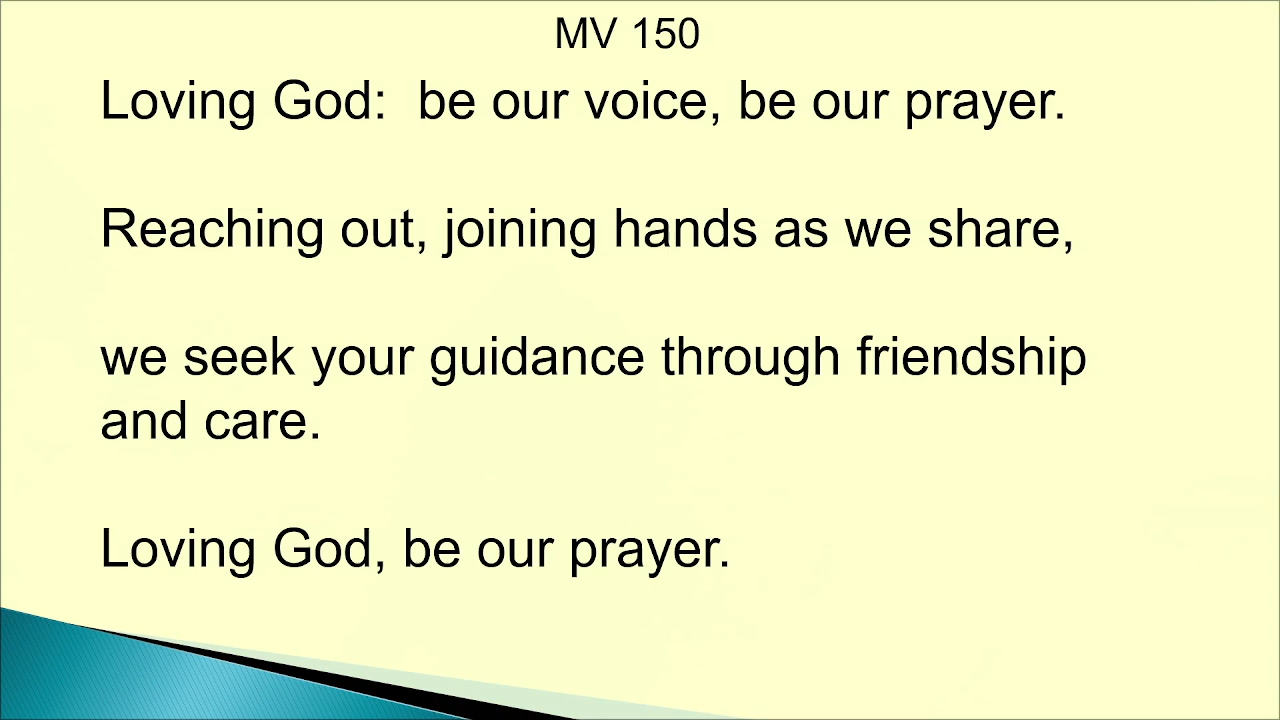 MV 150
Loving God:  be our voice, be our prayer.
Reaching out, joining hands as we share,
we seek your guidance through friendship
and care.
Loving God, be our prayer.